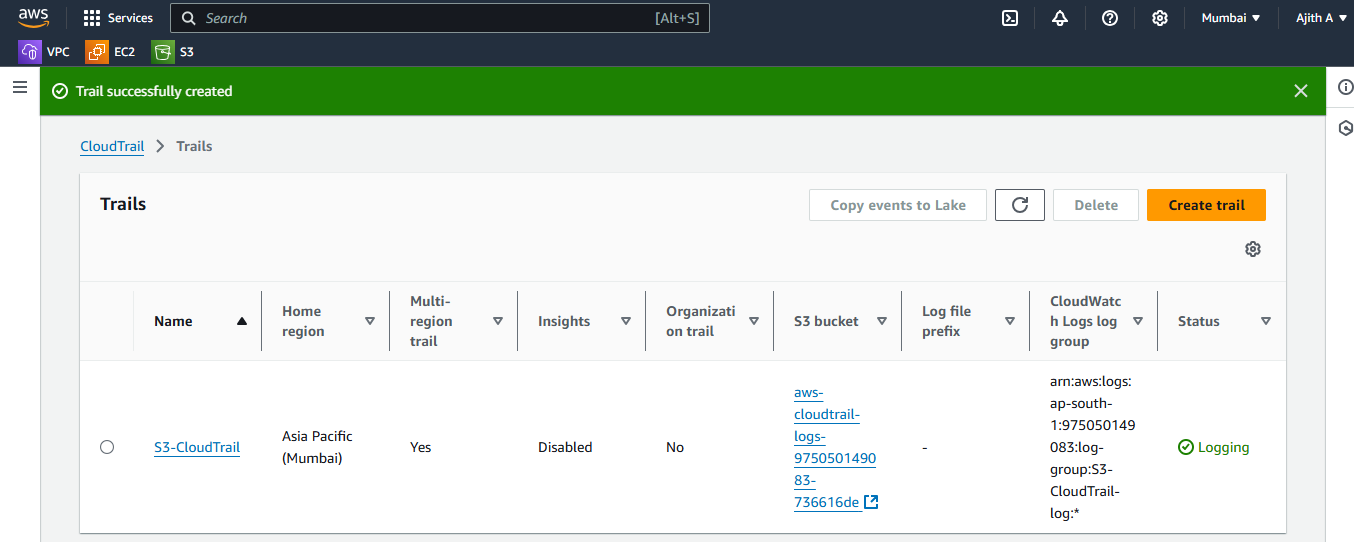 aws
Services
Search
[Alt+S]
Mumbai
Ajith A
VPC
EC2
S3
Trail successfully created
CloudTrail
Trails
Trails
Copy events to Lake
Delete
Create trail
Name
Home
region
Multi-
region
trail
Insights
Organizati
on trail
S3 bucket
Log file
prefix
CloudWatc
h Logs log
group
Status
S3-CloudTrail
Asia Pacific
(Mumbai)
Yes
Disabled
No
aws-
cloudtrail-
logs-
9750501490
83-
736616de
-
arn:aws:logs:
ap-south-
1:975050149
083:log-
group:S3-
CloudTrail-
log:*
Logging